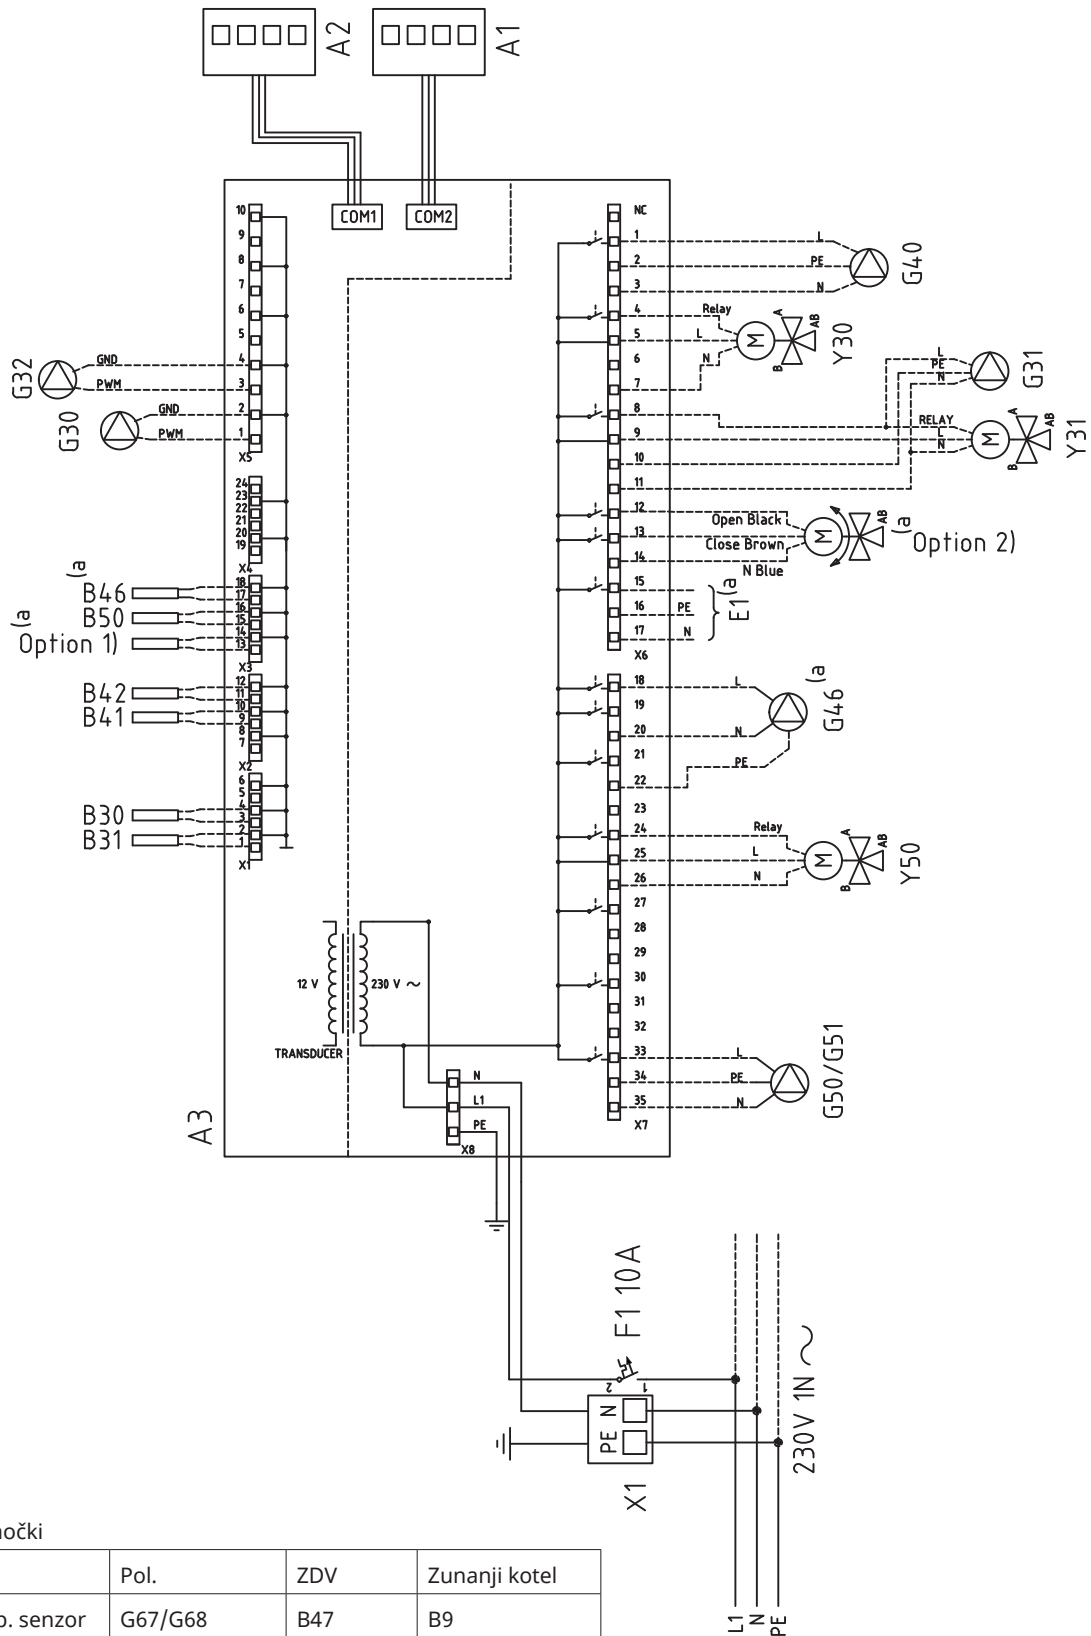 A2
A1
COM1
COM2
10
9
8
7
6
5
4
3
2
1
X5
GND
PWM
G32
GND
PWM
G30
24
23
22
21
20
19
X4
18
17
16
15
14
13
X3
B46 (a
B50
(a
Option 1)
12
11
10
9
8
7
X2
B42
B41
6
5
4
3
2
1
X1
B30
B31
NC
1
2
3
4
5
6
7
8
9
10
11
12
13
14
15
16
17
X6
L
PE
N
G40
Relay
L
N
M
A
AB
B
Y30
L
PE
N
G31
RELAY
L
N
M
A
AB
B
Y31
Open Black
Close Brown
N Blue
M
AB
(a
Option 2)
PE
N
E1 (a
18
19
20
21
22
23
24
25
26
27
28
29
30
31
32
33
34
35
X7
L
N
PE
G46 (a
Relay
L
N
M
A
AB
B
Y50
L
PE
N
G50/G51
12 V
230 V ~
TRANSDUCER
N
L1
PE
X8
A3
F1 10A
2
1
N
PE
X1
230V 1N ~
L1
N
PE
Pol.
ZDV
Zunanji kotel
senzor
G67/G68
B47
B9